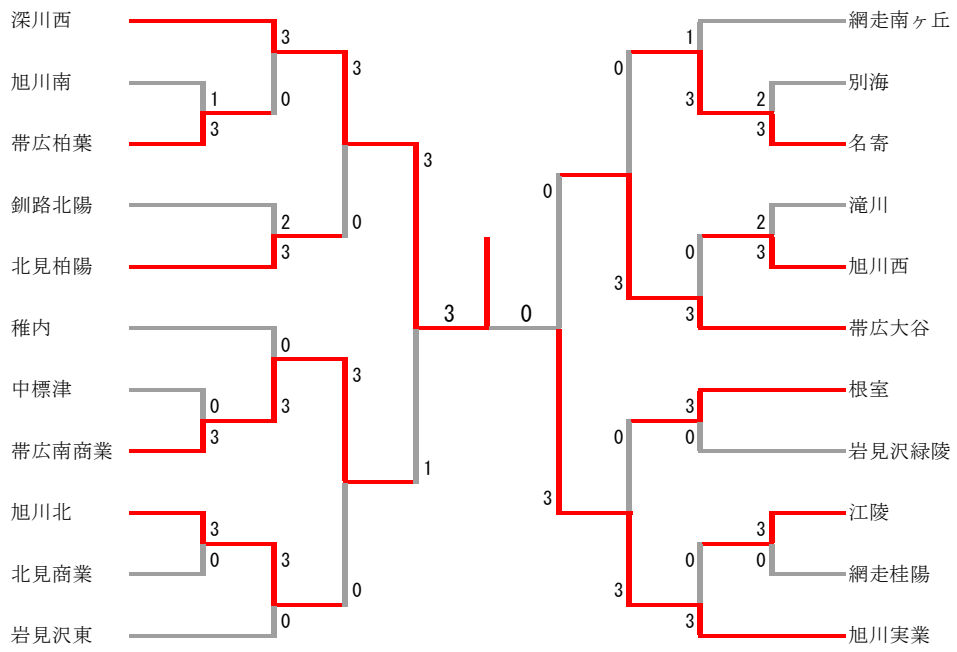 深川西
3
旭川南
1
0
3
帯広柏葉
3
釧路北陽
2
0
北見柏陽
3
3
稚内
0
中標津
0
3
3
帯広南商業
3
1
旭川北
3
3
北見商業
0
0
岩見沢東
0
3
0
網走南ヶ丘
1
0
別海
2
3
名寄
3
滝川
2
0
旭川西
3
0
帯広大谷
3
3
根室
3
0
岩見沢緑陵
0
江陵
3
3
網走桂陽
0
0
旭川実業
3
3